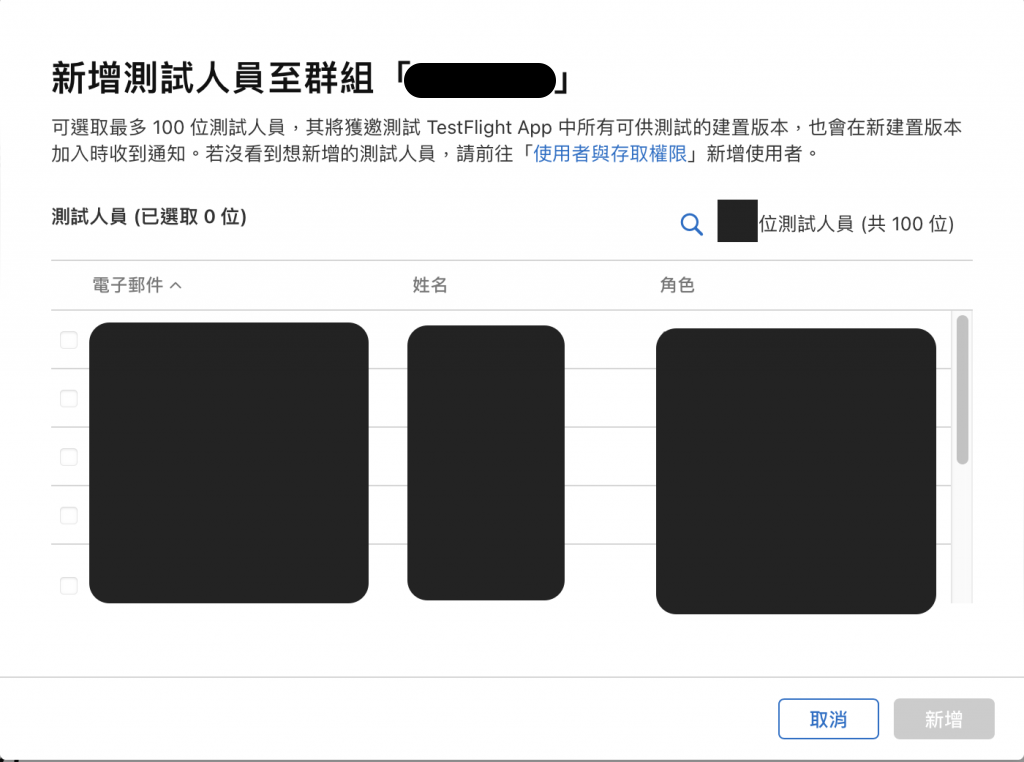 新增測試人員至群組「」
可選取最多 100 位測試人員，其將獲邀測試 TestFlight App 中所有可供測試的建置版本，也會在新建置版本
加入時收到通知。若沒看到想新增的測試人員，請前往「使用者與存取權限」新增使用者。
測試人員 (已選取 0 位)
位測試人員 (共 100 位)
電子郵件 姓名 角色
取消 新增